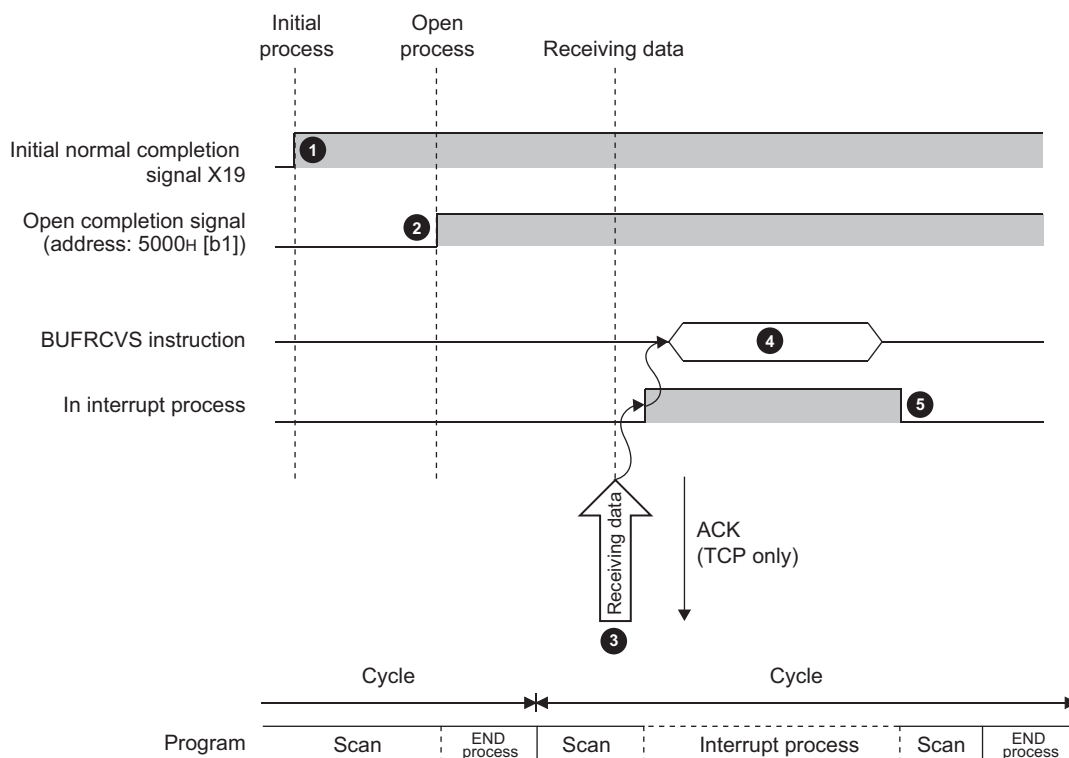 Initial
process
Open
process
Receiving data
Initial normal completion
signal X19
1
Open completion signal
(address: 5000H [b1])
2
BUFRCVS instruction
4
In interrupt process
5
Receiving data
ACK
(TCP only)
3
Cycle
Cycle
Program
Scan
END
process
Scan
Interrupt process
Scan
END
process